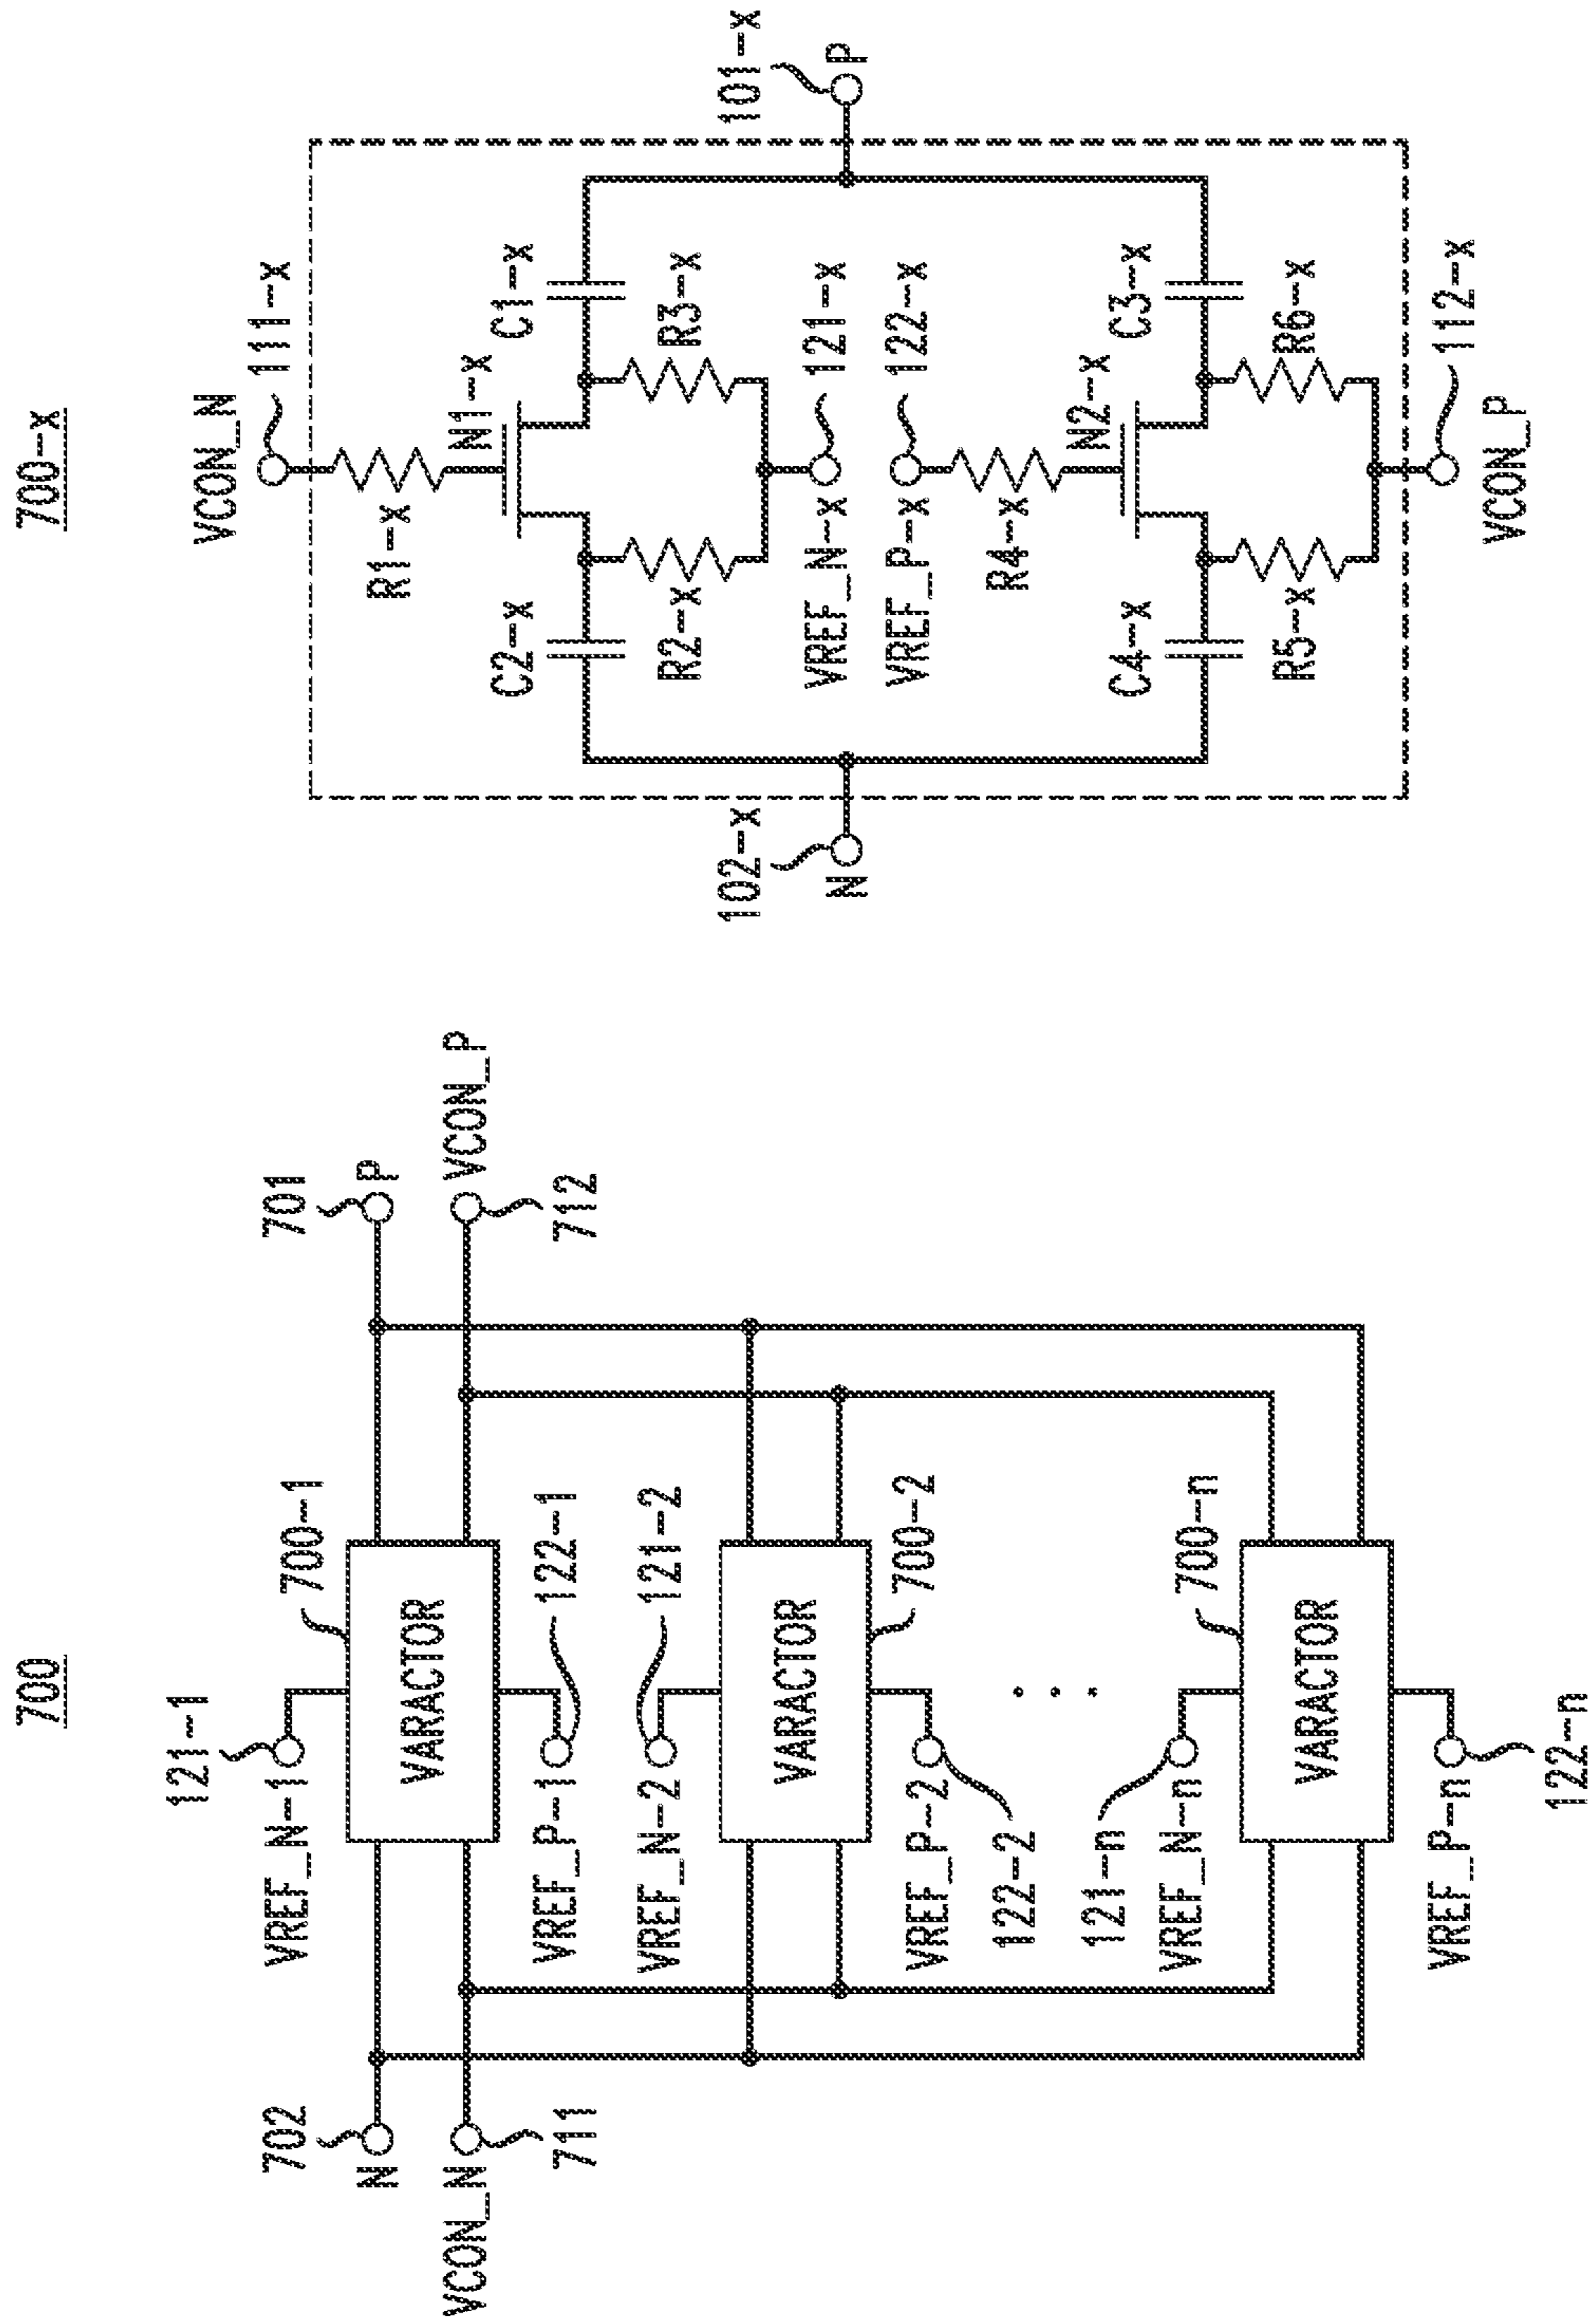 700
121-1
VREF_N-1
700-1
VARACTOR
701
P
702
N
VCON_P
712
VCON_N
711
VREF_P-1
122-1
VREF_N-2
121-2
VARACTOR
700-2
VREF_P-2
122-2
. . .
121-n
VREF_N-n
700-n
VARACTOR
VREF_P-n
122-n
700-x
VCON_N
111-x
R1-x
N1-x
C2-x
C1-x
R2-x
R3-x
102-x
N
101-x
P
VREF_N-x
121-x
VREF_P-x
122-x
R4-x
N2-x
C4-x
C3-x
R5-x
R6-x
112-x
VCON_P